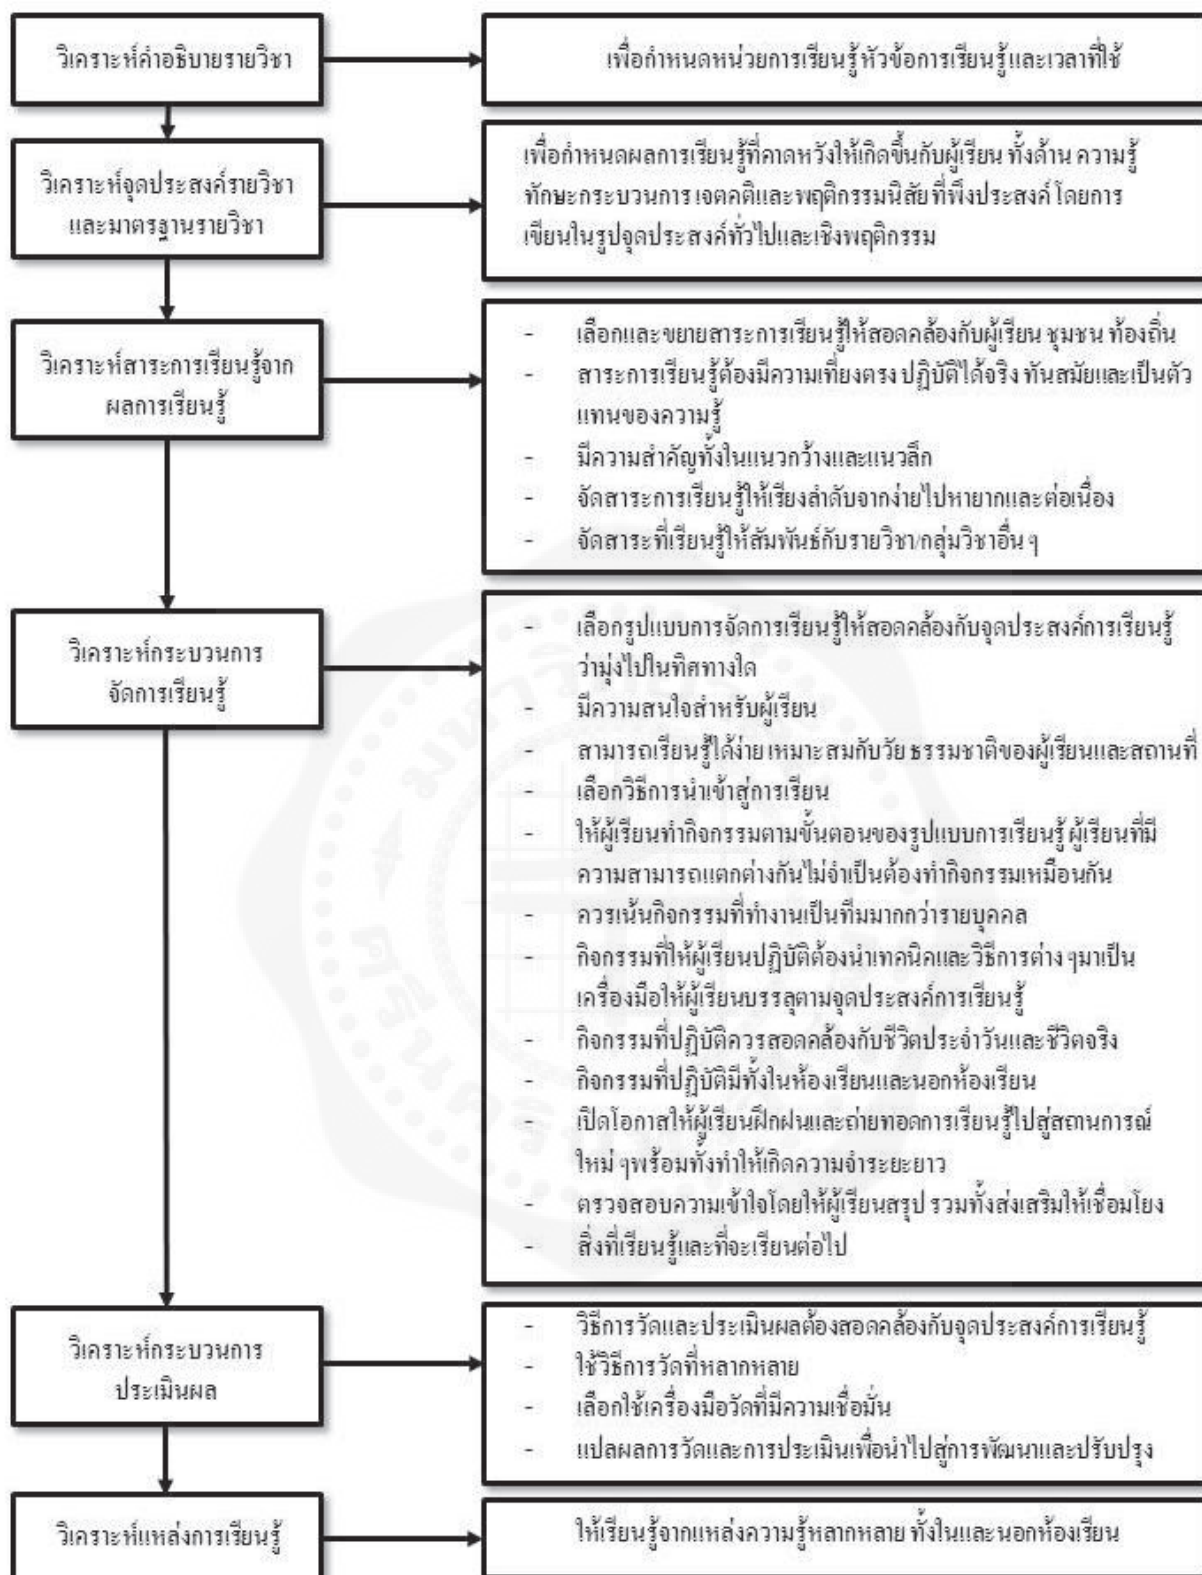 วิเคราะห์คำอธิบายรายวิชา
เพื่อกำหนดหน่วยการเรียนรู้ หัวข้อการเรียนรู้และเวลาที่ใช้
วิเคราะห์จุดประสงค์รายวิชา
และมาตรฐานรายวิชา
เพื่อกำหนดผลการเรียนรู้ที่คาดหวังให้เกิดขึ้นกับผู้เรียน ทั้งด้าน ความรู้
ทักษะกระบวนการ เจตคติและพฤติกรรมนิสัย ที่พึงประสงค์ โดยการ
เขียนในรูปจุดประสงค์ทั่วไปและเชิงพฤติกรรม
วิเคราะห์สาระการเรียนรู้จาก
ผลการเรียนรู้
- เลือกและขยายสาระการเรียนรู้ให้สอดคล้องกับผู้เรียน ชุมชน ท้องถิ่น
- สาระการเรียนรู้ต้องมีความเที่ยงตรง ปฏิบัติได้จริง ทันสมัยและเป็นตัว
แทนของความรู้
- มีความสำคัญทั้งในแนวกว้างและแนวลึก
- จัดสาระการเรียนรู้ให้เรียงลำดับจากง่ายไปหายากและต่อเนื่อง
- จัดสาระที่เรียนรู้ให้สัมพันธ์กับรายวิชา/กลุ่มวิชาอื่น ๆ
วิเคราะห์กระบวนการ
จัดการเรียนรู้
- เลือกรูปแบบการจัดการเรียนรู้ให้สอดคล้องกับจุดประสงค์การเรียนรู้
ว่ามุ่งไปในทิศทางใด
- มีความสนใจสำหรับผู้เรียน
- สามารถเรียนรู้ได้ง่าย เหมาะสมกับวัย ธรรมชาติของผู้เรียนและสถานที่
- เลือกวิธีการนำเข้าสู่การเรียน
- ให้ผู้เรียนทำกิจกรรมตามขั้นตอนของรูปแบบการเรียนรู้ ผู้เรียนที่มี
ความสามารถแตกต่างกันไม่จำเป็นต้องทำกิจกรรมเหมือนกัน
- ควรเน้นกิจกรรมที่ทำงานเป็นทีมมากกว่ารายบุคคล
- กิจกรรมที่ให้ผู้เรียนปฏิบัติต้องนำเทคนิคและวิธีการต่าง ๆมาเป็น
เครื่องมือให้ผู้เรียนบรรลุตามจุดประสงค์การเรียนรู้
- กิจกรรมที่ปฏิบัติควรสอดคล้องกับชีวิตประจำวันและชีวิตจริง
- กิจกรรมที่ปฏิบัติมีทั้งในห้องเรียนและนอกห้องเรียน
- เปิดโอกาสให้ผู้เรียนฝึกฝนและถ่ายทอดการเรียนรู้ไปสู่สถานการณ์
ใหม่ ๆพร้อมทั้งทำให้เกิดความจำระยะยาว
- ตรวจสอบความเข้าใจโดยให้ผู้เรียนสรุป รวมทั้งส่งเสริมให้เชื่อมโยง
- สิ่งที่เรียนรู้และที่จะเรียนต่อไป
วิเคราะห์กระบวนการ
ประเมินผล
- วิธีการวัดและประเมินผลต้องสอดคล้องกับจุดประสงค์การเรียนรู้
- ใช้วิธีการวัดที่หลากหลาย
- เลือกใช้เครื่องมือวัดที่มีความเชื่อมั่น
- แปลผลการวัดและการประเมินเพื่อนำไปสู่การพัฒนาและปรับปรุง
วิเคราะห์แหล่งการเรียนรู้
ให้เรียนรู้จากแหล่งความรู้หลากหลาย ทั้งในและนอกห้องเรียน